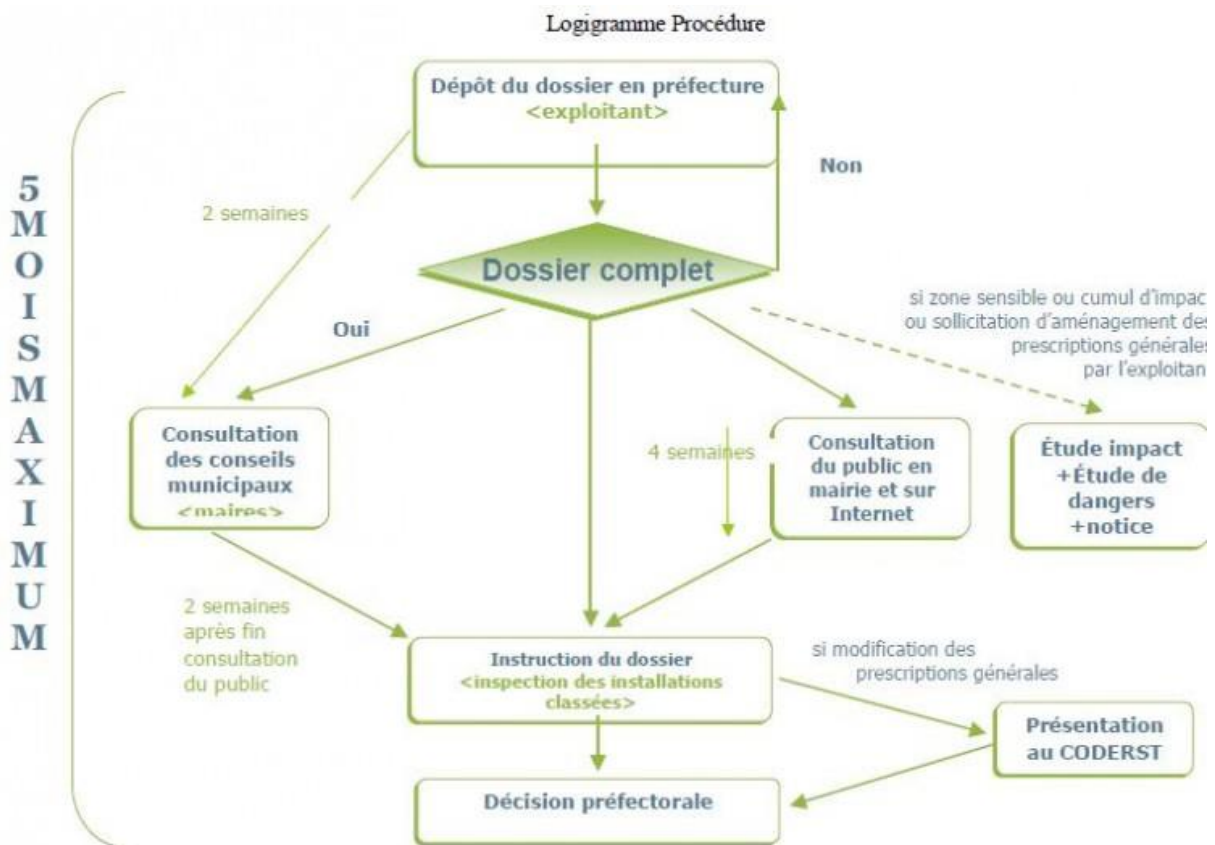 Logigramme Procédure
Dépôt du dossier en préfecture
<exploitant>
Non
5
M
O
I
S
M
A
X
I
M
U
M
2 semaines
Dossier complet
Oui
si zone sensible ou cumul d'impac
ou sollicitation d'aménagement des
prescriptions générales
par l'exploitan
Consultation
des conseils
municipaux
<maires>
4 semaines
Consultation
du public en
mairie et sur
Internet
Étude impact
+Étude de
dangers
+notice
2 semaines
après fin
consultation
du public
Instruction du dossier
<inspection des installations
classées>
si modification des
prescriptions générales
Présentation
au CODERST
Décision préfectorale